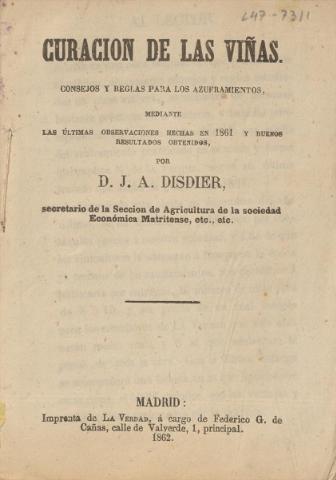 L47-7311
CURACION DE LAS VIÑAS.
CONSEJOS Y REGLAS PARA LOS AZUFRAMIENTOS,
MEDIANTE
LAS ÚLTIMAS OBSERVACIONES HECHAS EN 1861 Y BUENOS
RESULTADOS OBTENIDOS,
POR
D. J. A. DISDIER,
secretario de la Seccion de Agricultura de la sociedad
Económica Matritense, etc., etc.
MADRID:
Imprenta de LA VERDAD, á cargo de Federico G. de
Cañas, calle de Valverde, 1, principal.
1862.